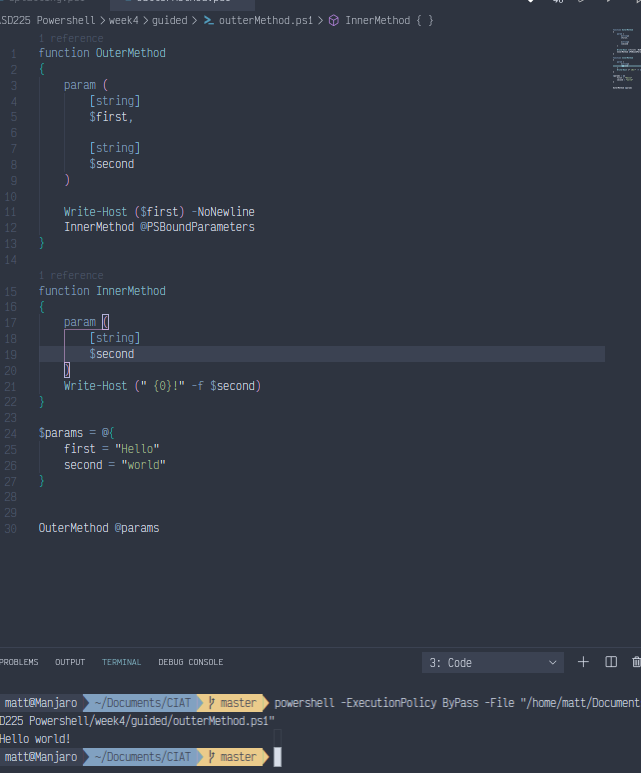 SD225 Powershell > week4 > guided > outterMethod.ps1 > InnerMethod { }
1 reference
1 function OuterMethod
2 {
3 param (
4 [string]
5 $first,
6
7 [string]
8 $second
9 )
10
11 Write-Host ($first) -NoNewline
12 InnerMethod @PSBoundParameters
13 }
14
1 reference
15 function InnerMethod
16 {
17 param (
18 [string]
19 $second
20 )
21 Write-Host (" {0}!" -f $second)
22 }
23
24 $params = @{
25 first = "Hello"
26 second = "world"
27 }
28
29
30 OuterMethod @params
PROBLEMS OUTPUT TERMINAL DEBUG CONSOLE 3: Code
matt@Manjaro ~/Documents/CIAT master powershell -ExecutionPolicy ByPass -File "/home/matt/Document
D225 Powershell/week4/guided/outterMethod.ps1"
Hello world!
matt@Manjaro ~/Documents/CIAT master